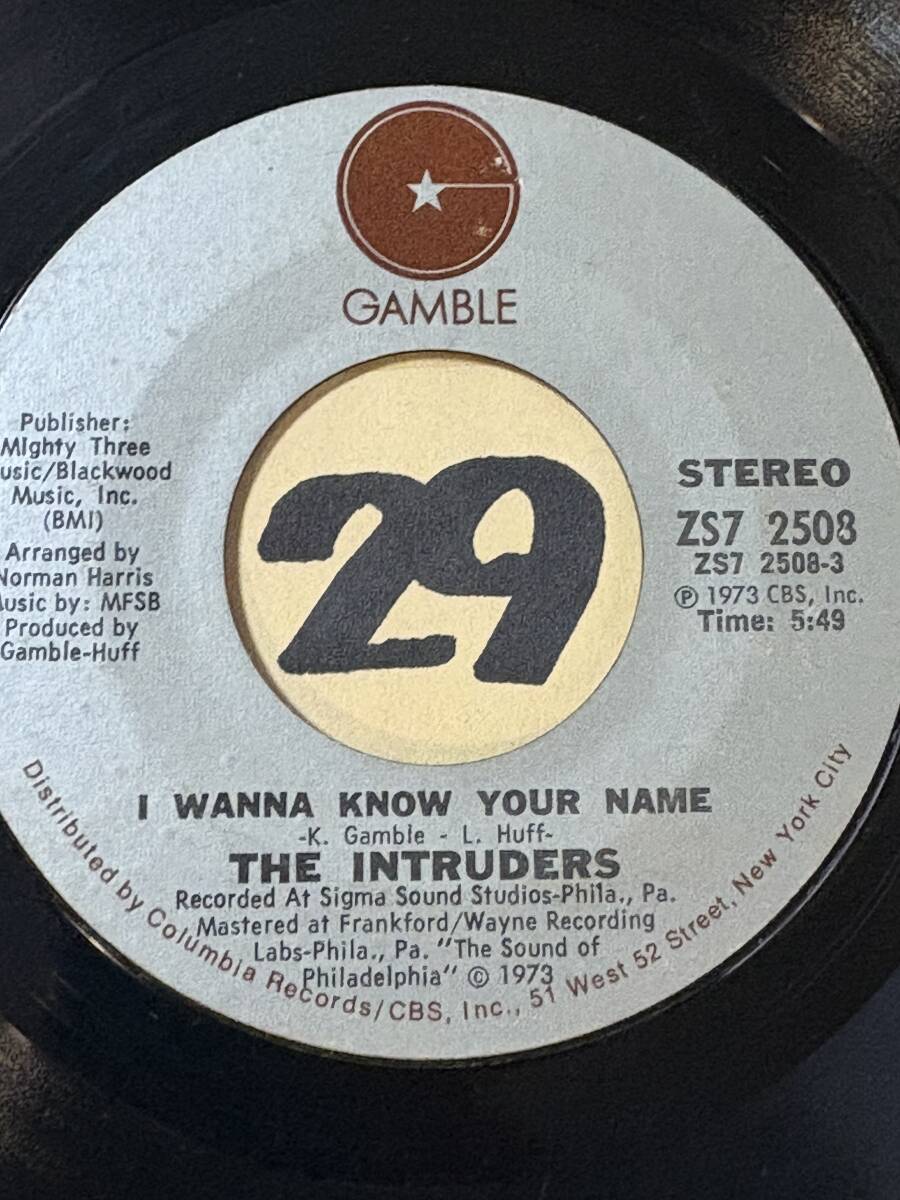 GAMBLE
Publisher:
MIghty Three
usic/Blackwood
Music, Inc.
(BMI)
Arranged by
Norman Harris
Music by: MFSB
Produced by
Gamble-Huff
29
STEREO
ZS7 2508
ZS7 2508-3
Ⓟ 1973 CBS, Inc.
Time: 5:49
I WANNA KNOW YOUR NAME
-K. Gamble - L. Huff-
THE INTRUDERS
Recorded At Sigma Sound Studios-Phila., Pa.
Mastered at Frankford/Wayne Recording
Labs-Phila., Pa. "The Sound of
Philadelphia" © 1973
Distributed by Columbia Records/CBS, Inc., 51 West 52 Street, New York City